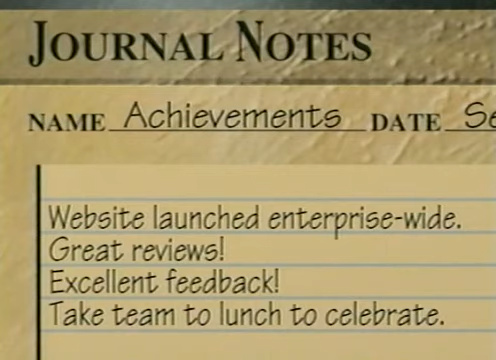 JOURNAL NOTES
NAME Achievements DATE Se
Website launched enterprise-wide.
Great reviews!
Excellent feedback!
Take team to lunch to celebrate.